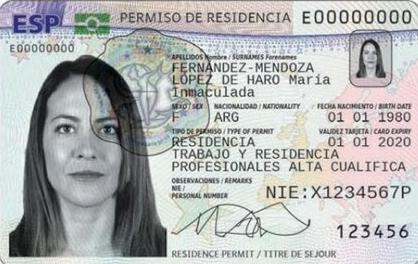 ESP PERMISO DE RESIDENCIA E00000000
E00000000
APELLIDOS Nombre / SURNAMES Forenames
FERNÁNDEZ-MENDOZA
LÓPEZ DE HARO María
Inmaculada
SEXO / SEX NACIONALIDAD / NATIONALITY FECHA NACIMIENTO / BIRTH DATE
F ARG 01 01 1980
TIPO DE PERMISO / TYPE OF PERMIT VALIDEZ TARJETA / CARD EXPIRY
RESIDENCIA 01 01 2020
TRABAJO Y RESIDENCIA
PROFESIONALES ALTA CUALIFICA
OBSERVACIONES / REMARKS
NIE /
PERSONAL NUMBER
NIE:X1234567P
123456
RESIDENCE PERMIT / TITRE DE SEJOUR